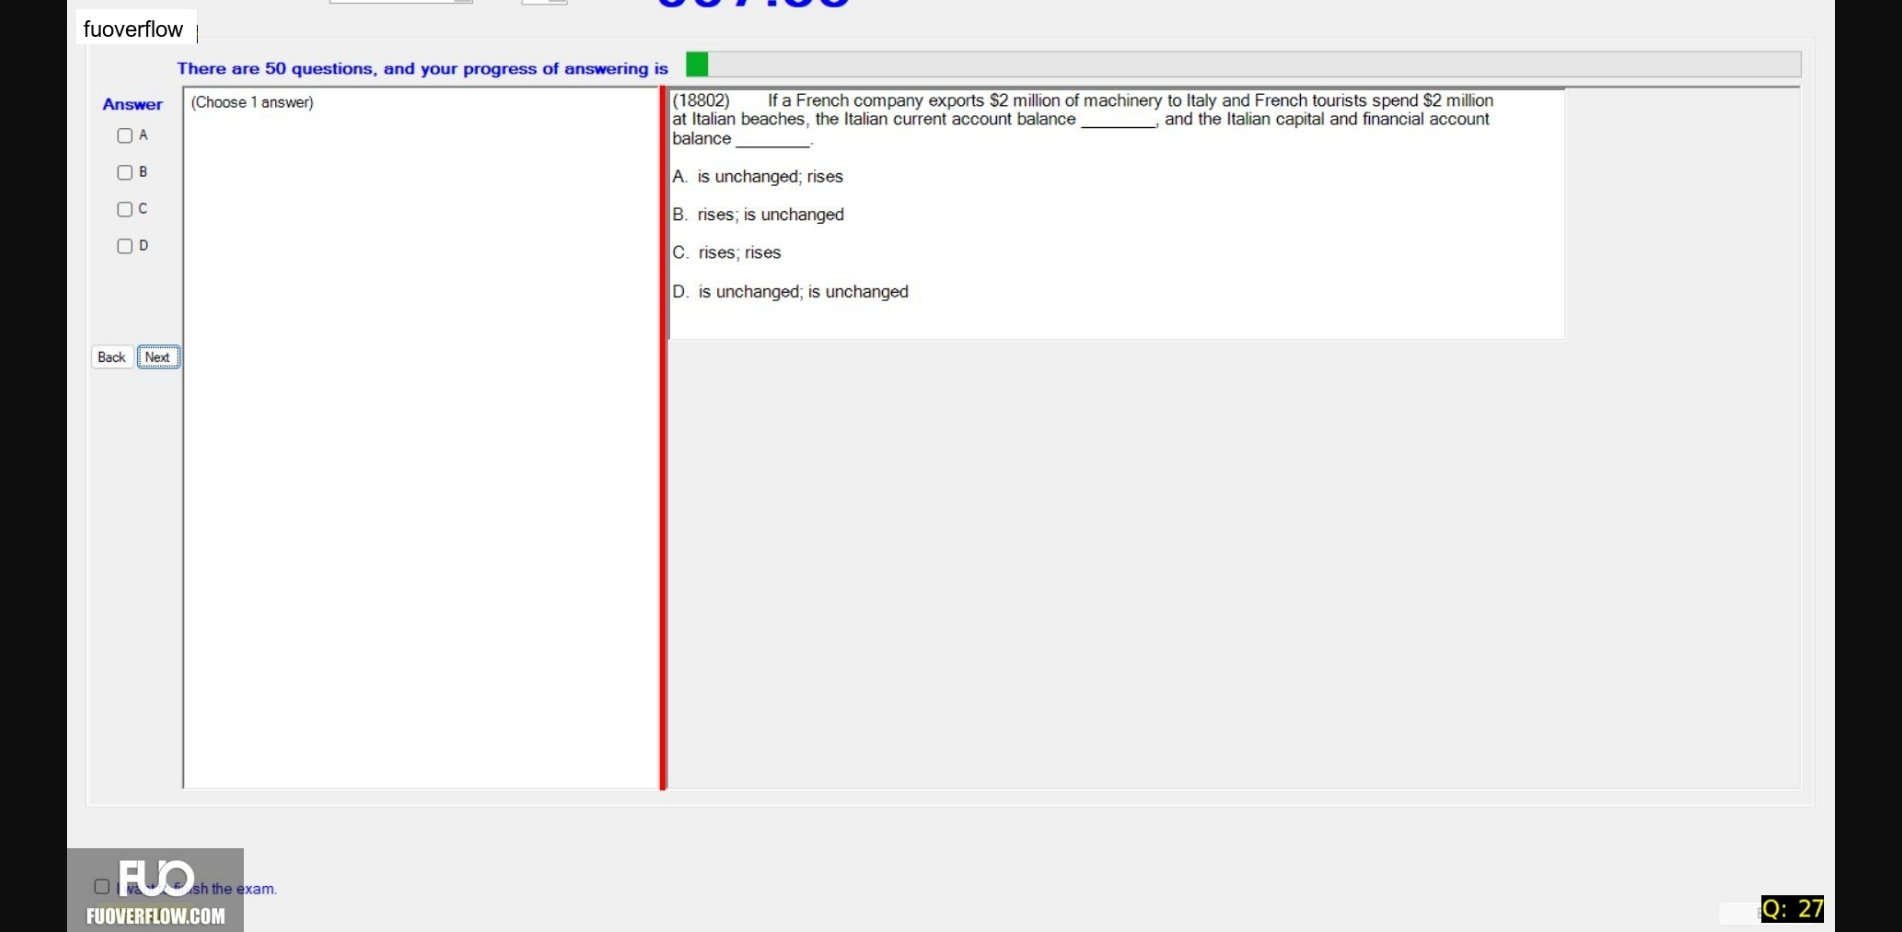 fuoverflow
There are 50 questions, and your progress of answering is
Answer
(Choose 1 answer)
A
B
C
D
Back
Next
(18802) If a French company exports $2 million of machinery to Italy and French tourists spend $2 million
at Italian beaches, the Italian current account balance ________, and the Italian capital and financial account
balance ________.
A. is unchanged; rises
B. rises; is unchanged
C. rises; rises
D. is unchanged; is unchanged
FUO
the exam.
FUOVERFLOW.COM
Q: 27